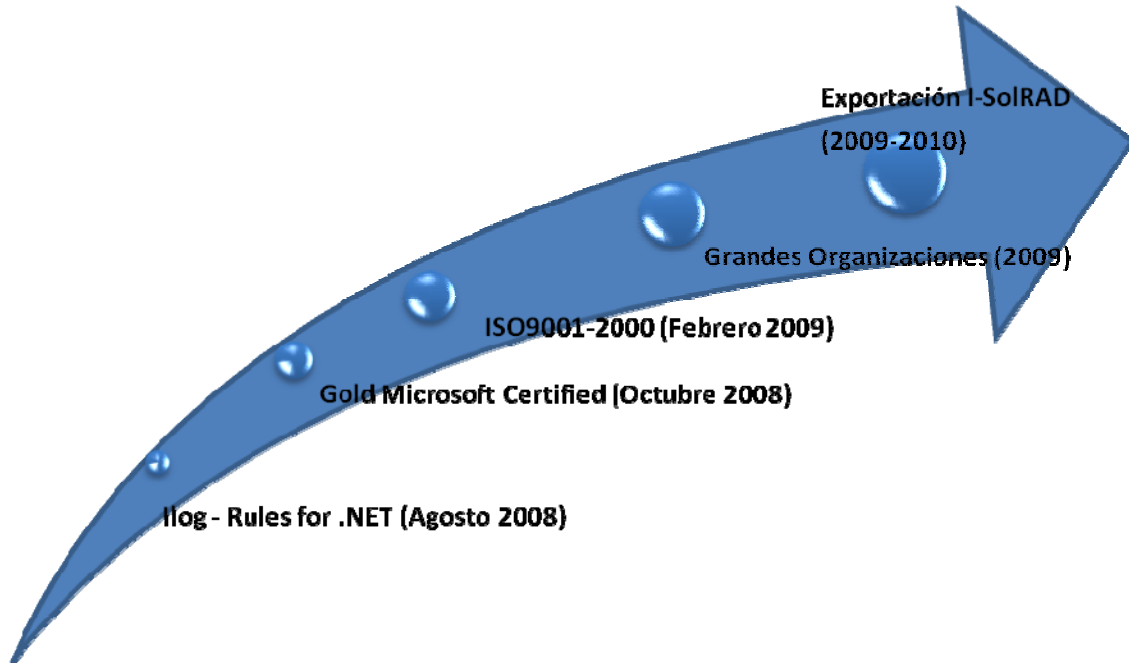 Exportación I-SolRAD
(2009-2010)
Grandes Organizaciones (2009)
ISO9001-2000 (Febrero 2009)
Gold Microsoft Certified (Octubre 2008)
Ilog - Rules for .NET (Agosto 2008)